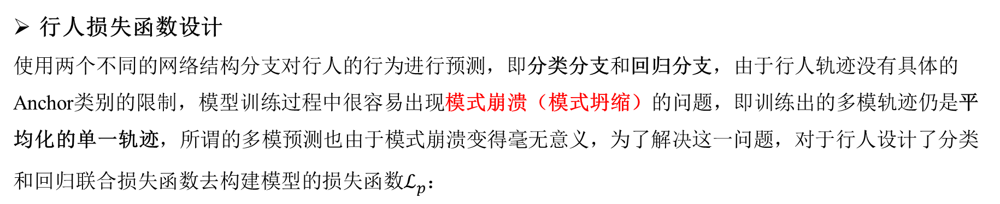 ➢ 行人损失函数设计
使用两个不同的网络结构分支对行人的行为进行预测，即分类分支和回归分支，由于行人轨迹没有具体的
Anchor类别的限制，模型训练过程中很容易出现模式崩溃（模式坍缩）的问题，即训练出的多模轨迹仍是平
均化的单一轨迹，所谓的多模预测也由于模式崩溃变得毫无意义，为了解决这一问题，对于行人设计了分类
和回归联合损失函数去构建模型的损失函数ℒₚ：